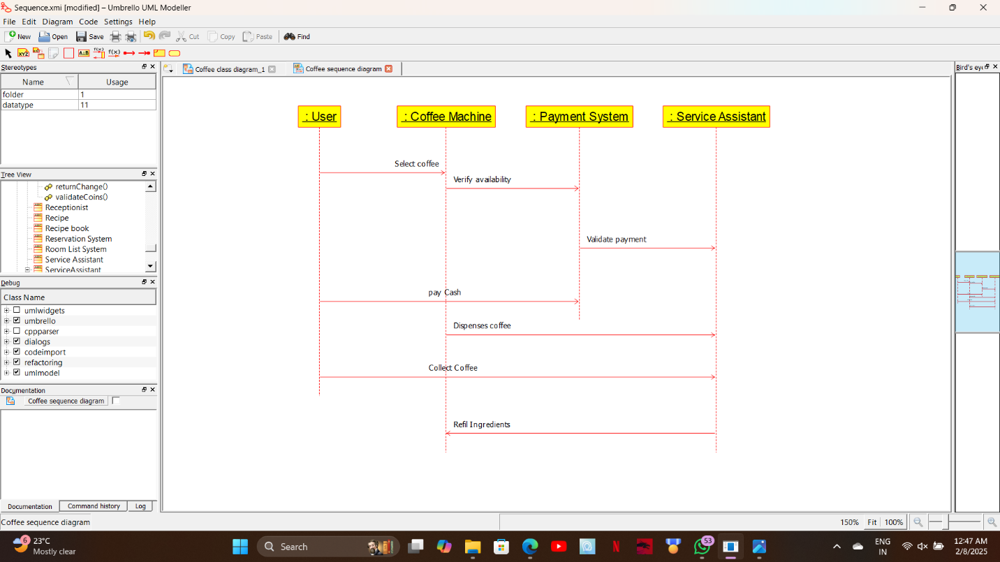 Sequence.xmi [modified] – Umbrello UML Modeller
File Edit Diagram Code Settings Help
New Open Save Cut Copy Paste Find
XYZ A↓B f(x) f(x)
Stereotypes
Name Usage
folder 1
datatype 11
Tree View
returnChange()
validateCoins()
Receptionist
Recipe
Recipe book
Reservation System
Room List System
Service Assistant
ServiceAssistant
Debug
Class Name
umlwidgets
umbrello
cppparser
dialogs
codeimport
refactoring
umlmodel
Documentation
Coffee sequence diagram
Documentation Command history Log
Coffee class diagram_1 Coffee sequence diagram
: User : Coffee Machine : Payment System : Service Assistant
Select coffee
Verify availability
Validate payment
pay Cash
Dispenses coffee
Collect Coffee
Refil Ingredients
Bird's eye
Coffee sequence diagram
150% Fit 100%
6
23°C
Mostly clear
Search
53
ENG
IN
12:47 AM
2/8/2025